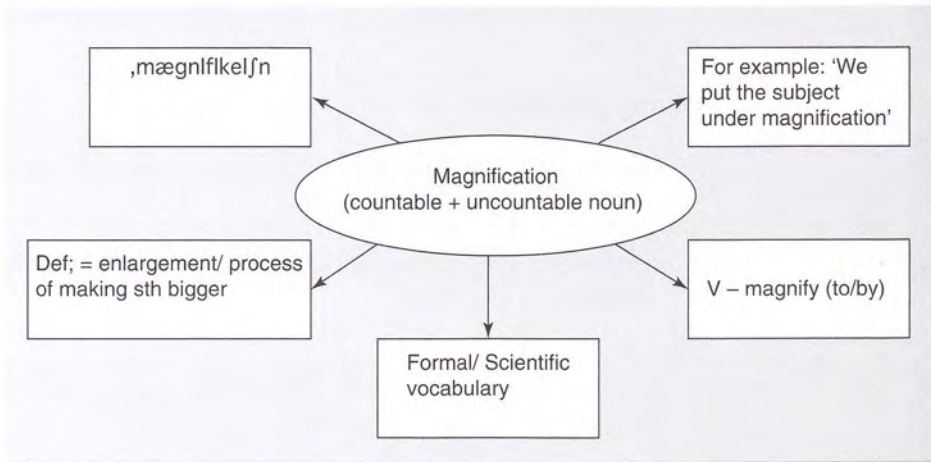 ,mægnIfIkeIʃn
For example: ‘We
put the subject
under magnification’
Magnification
(countable + uncountable noun)
Def; = enlargement/ process
of making sth bigger
V – magnify (to/by)
Formal/ Scientific
vocabulary